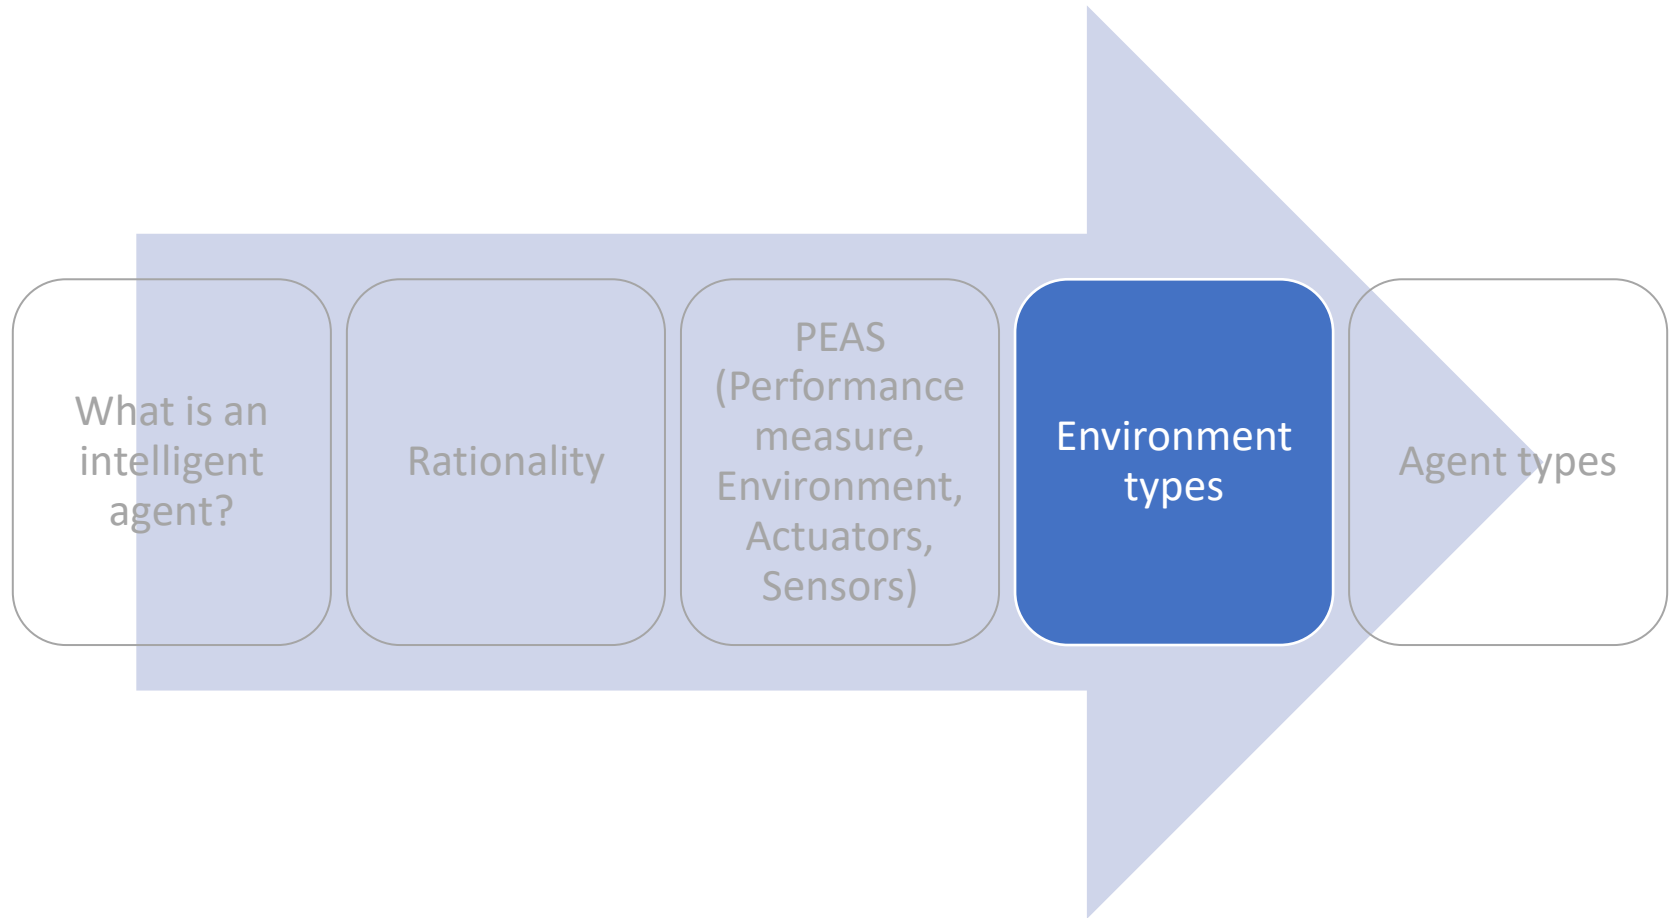 What is an
intelligent
agent?
Rationality
PEAS
(Performance
measure,
Environment,
Actuators,
Sensors)
Environment
types
Agent types